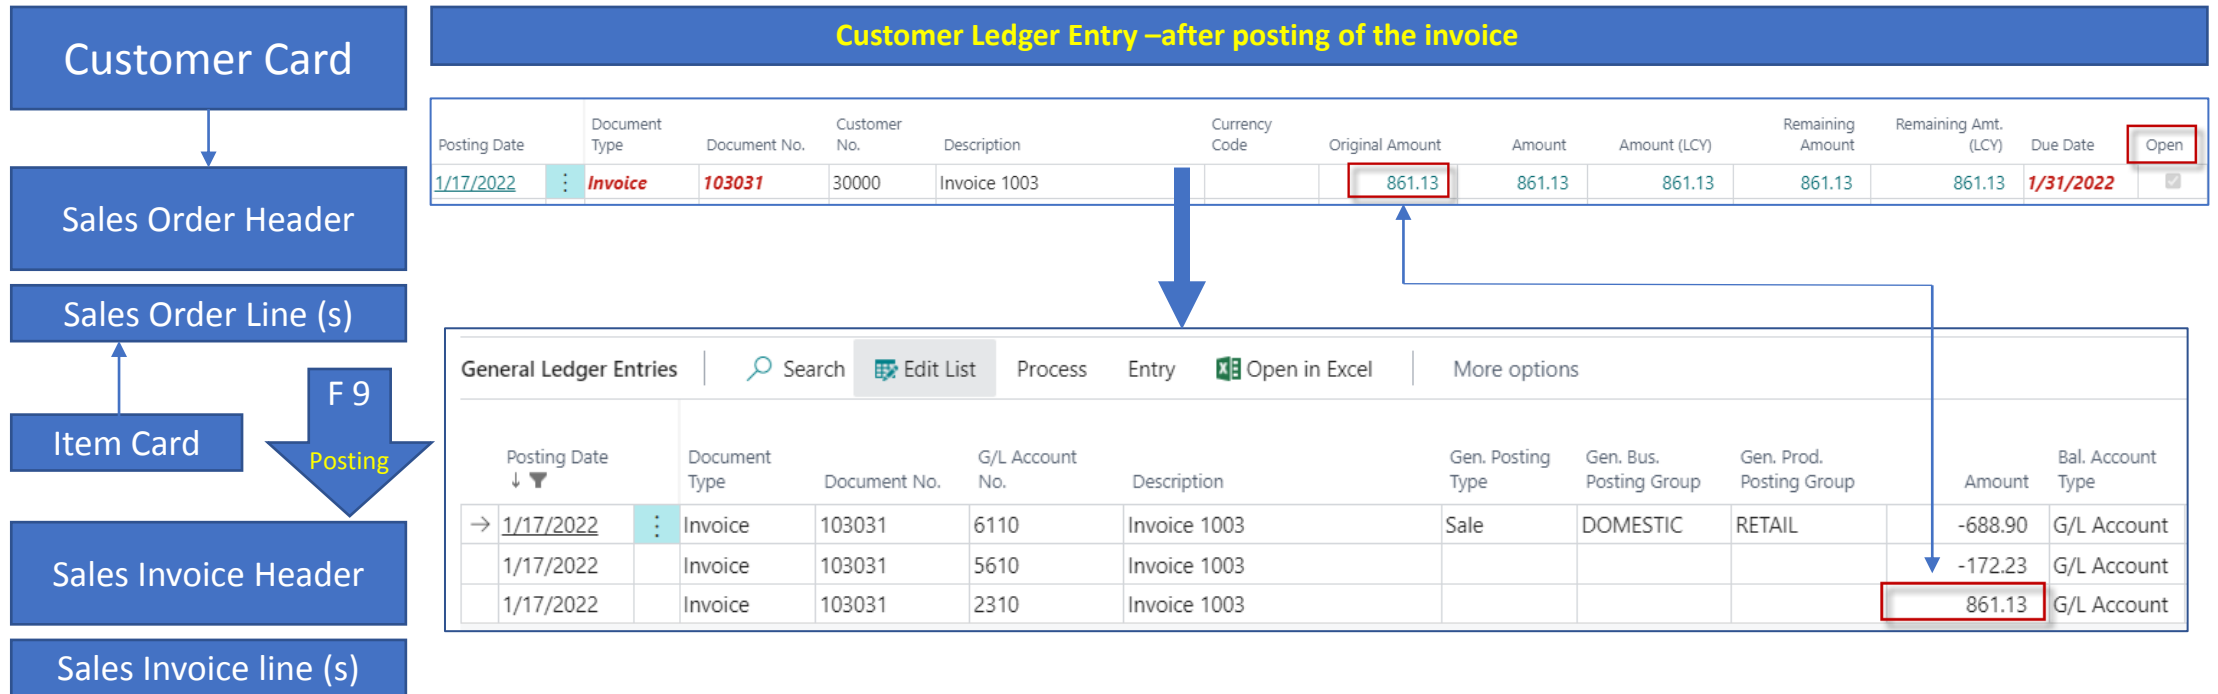 Customer Card
Sales Order Header
Sales Order Line (s)
Item Card
F 9
Posting
Sales Invoice Header
Sales Invoice line (s)
Customer Ledger Entry –after posting of the invoice
Posting Date Document Type Document No. Customer No. Description Currency Code Original Amount Amount Amount (LCY) Remaining Amount Remaining Amt. (LCY) Due Date Open
1/17/2022 Invoice 103031 30000 Invoice 1003 861.13 861.13 861.13 861.13 861.13 1/31/2022
General Ledger Entries Search Edit List Process Entry Open in Excel More options
Posting Date Document Type Document No. G/L Account No. Description Gen. Posting Type Gen. Bus. Posting Group Gen. Prod. Posting Group Amount Bal. Account Type
1/17/2022 Invoice 103031 6110 Invoice 1003 Sale DOMESTIC RETAIL -688.90 G/L Account
1/17/2022 Invoice 103031 5610 Invoice 1003 -172.23 G/L Account
1/17/2022 Invoice 103031 2310 Invoice 1003 861.13 G/L Account